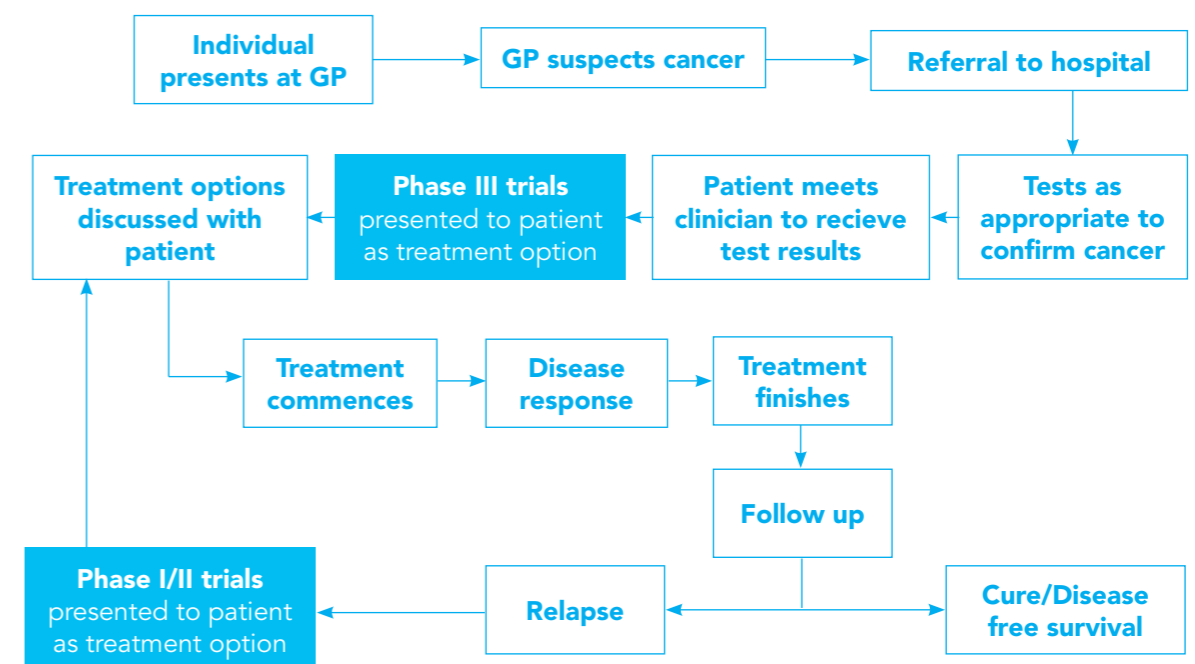 Individual
presents at GP
GP suspects cancer
Referral to hospital
Tests as
appropriate to
confirm cancer
Patient meets
clinician to recieve
test results
Phase III trials
presented to patient
as treatment option
Treatment options
discussed with
patient
Treatment
commences
Disease
response
Treatment
finishes
Follow up
Cure/Disease
free survival
Relapse
Phase I/II trials
presented to patient
as treatment option